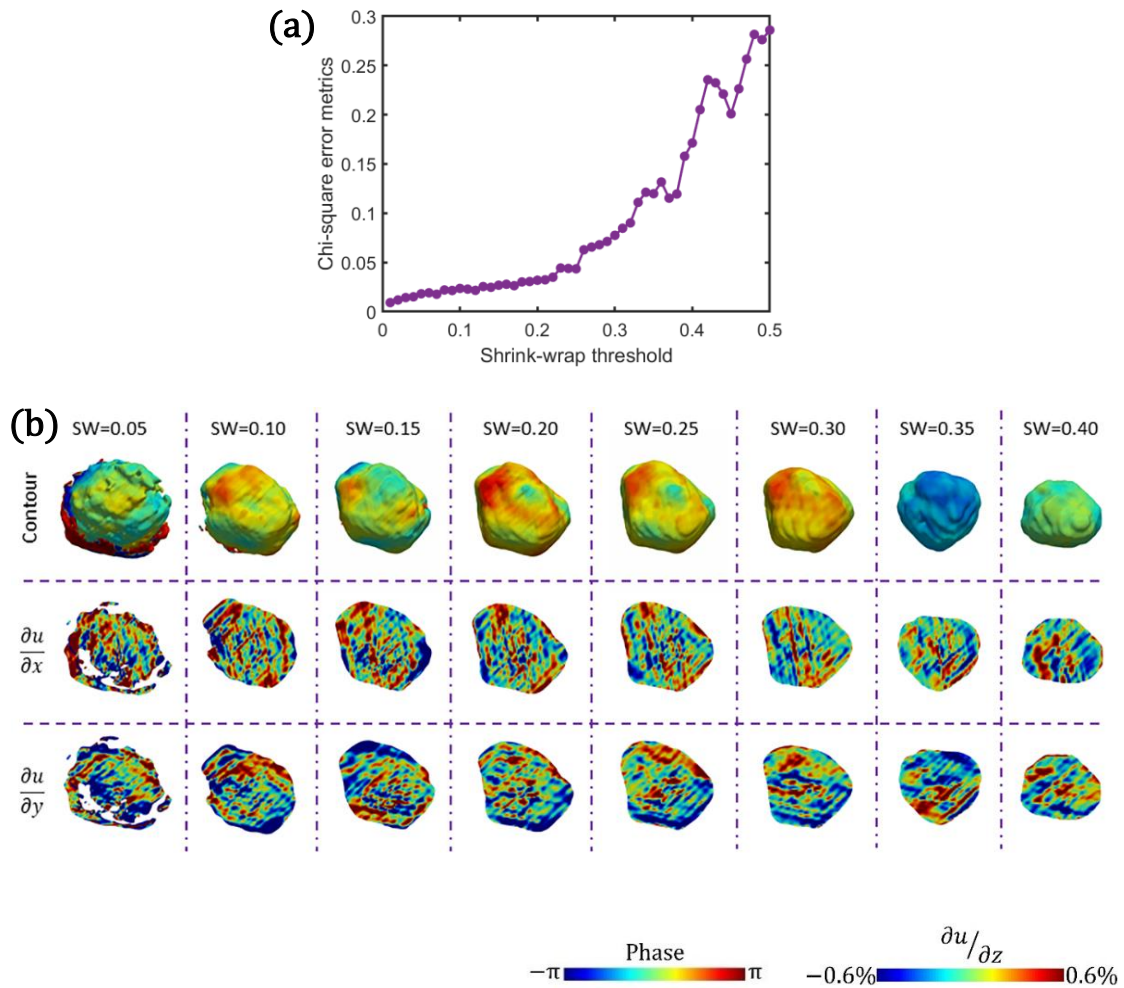 (a)
Chi-square error metrics
0.3
0.25
0.2
0.15
0.1
0.05
0
0 0.1 0.2 0.3 0.4 0.5
Shrink-wrap threshold
(b)
SW=0.05 SW=0.10 SW=0.15 SW=0.20 SW=0.25 SW=0.30 SW=0.35 SW=0.40
Contour
∂u
∂x
∂u
∂y
Phase
−π π
∂u/∂z
−0.6% 0.6%